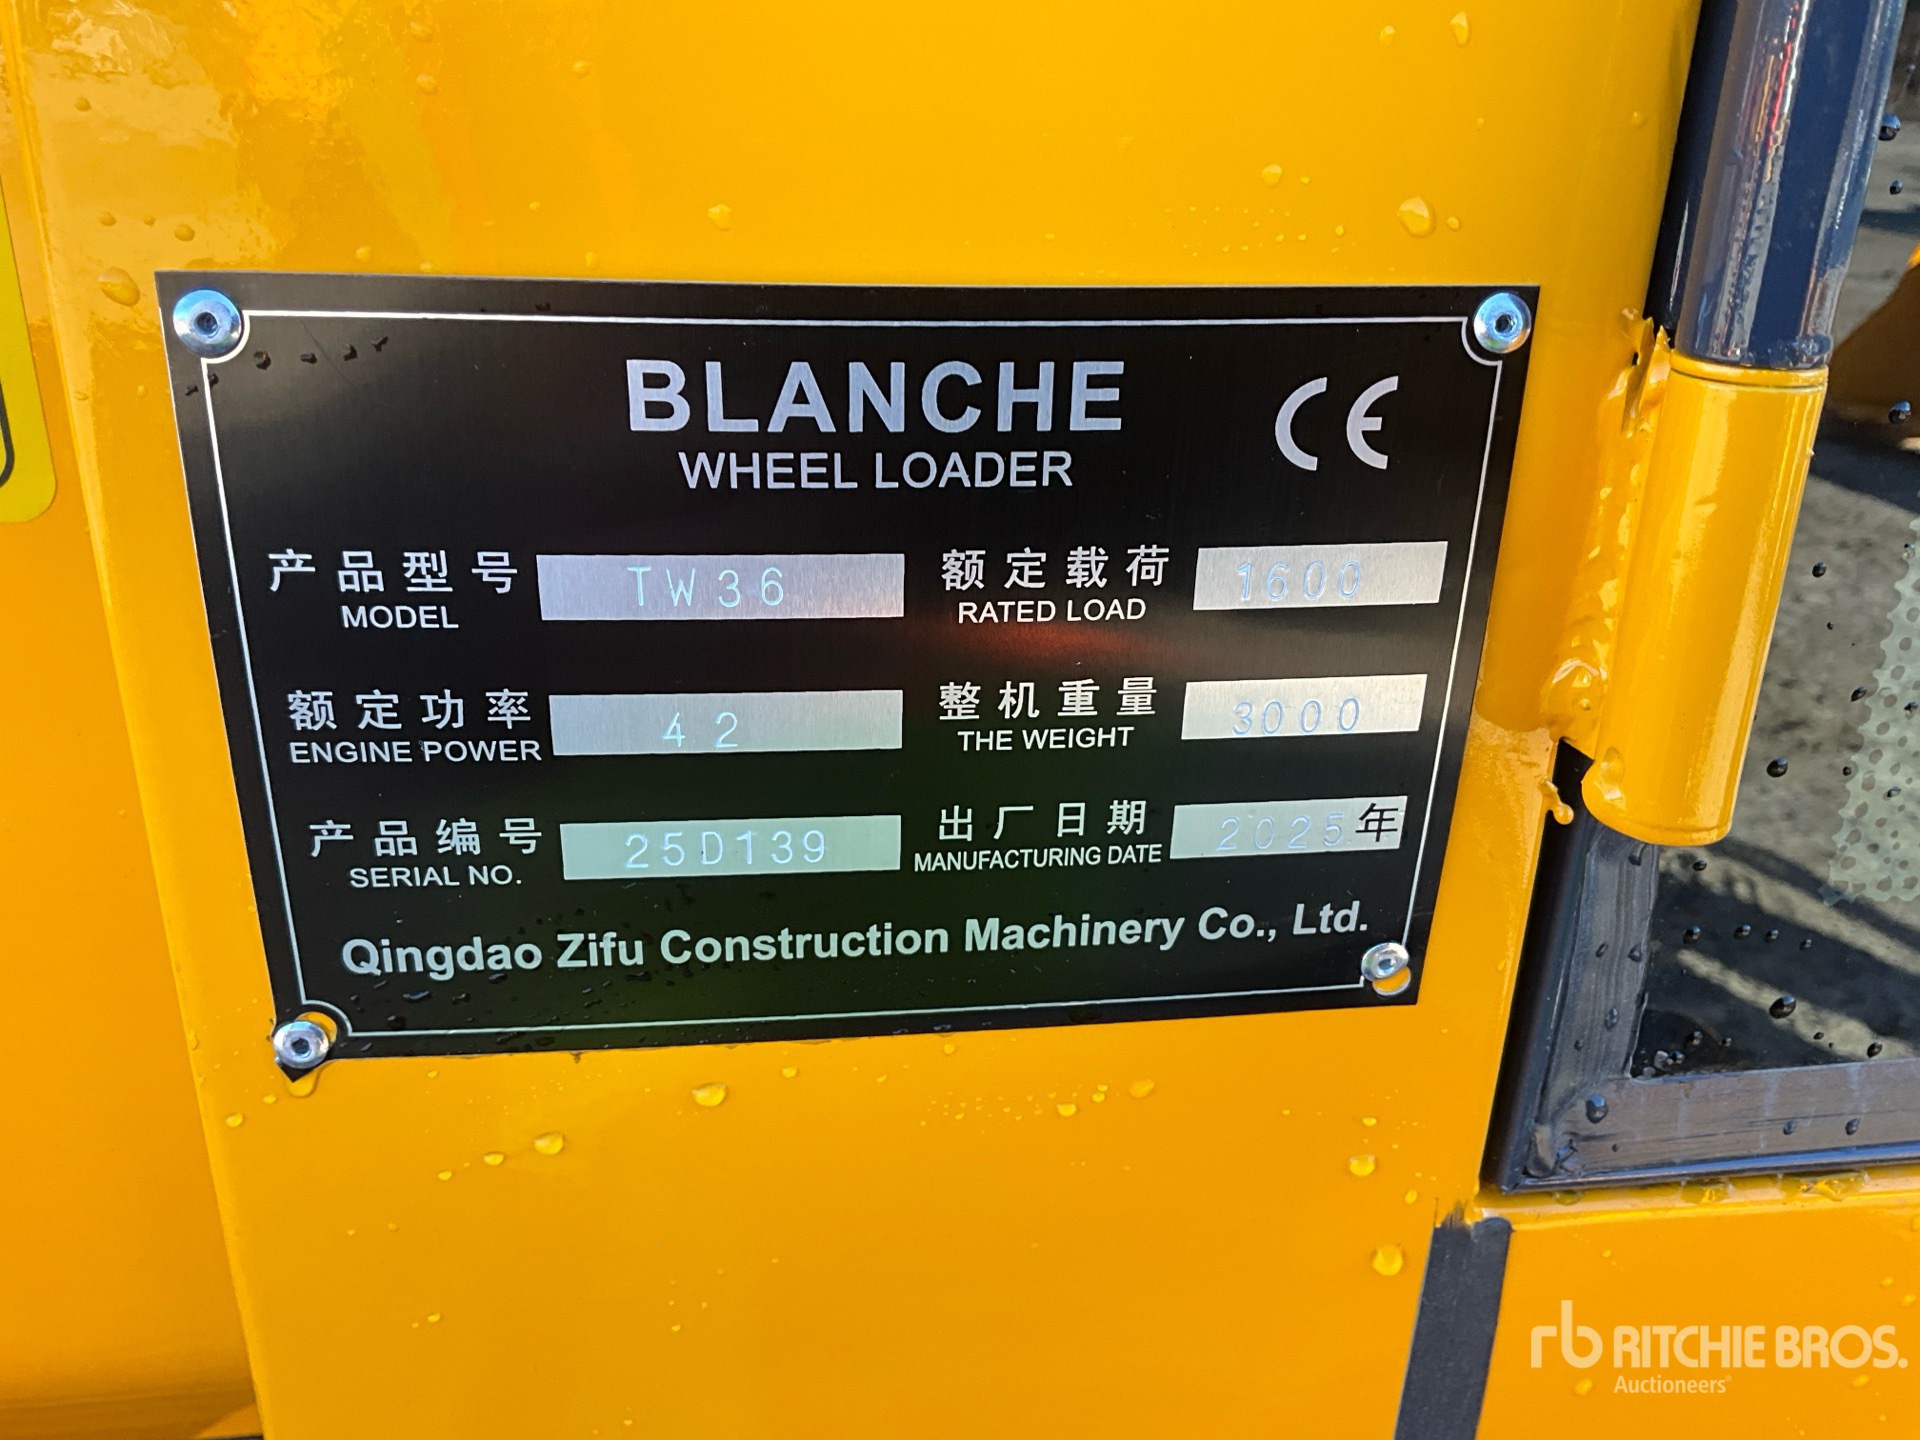 BLANCHE
CE
WHEEL LOADER
产品型号 TW36 额定载荷 1600
MODEL RATED LOAD
额定功率 42 整机重量 3000
ENGINE POWER THE WEIGHT
产品编号 25D139 出厂日期 2025年
SERIAL NO. MANUFACTURING DATE
Qingdao Zifu Construction Machinery Co., Ltd.
rb RITCHIE BROS.
Auctioneers